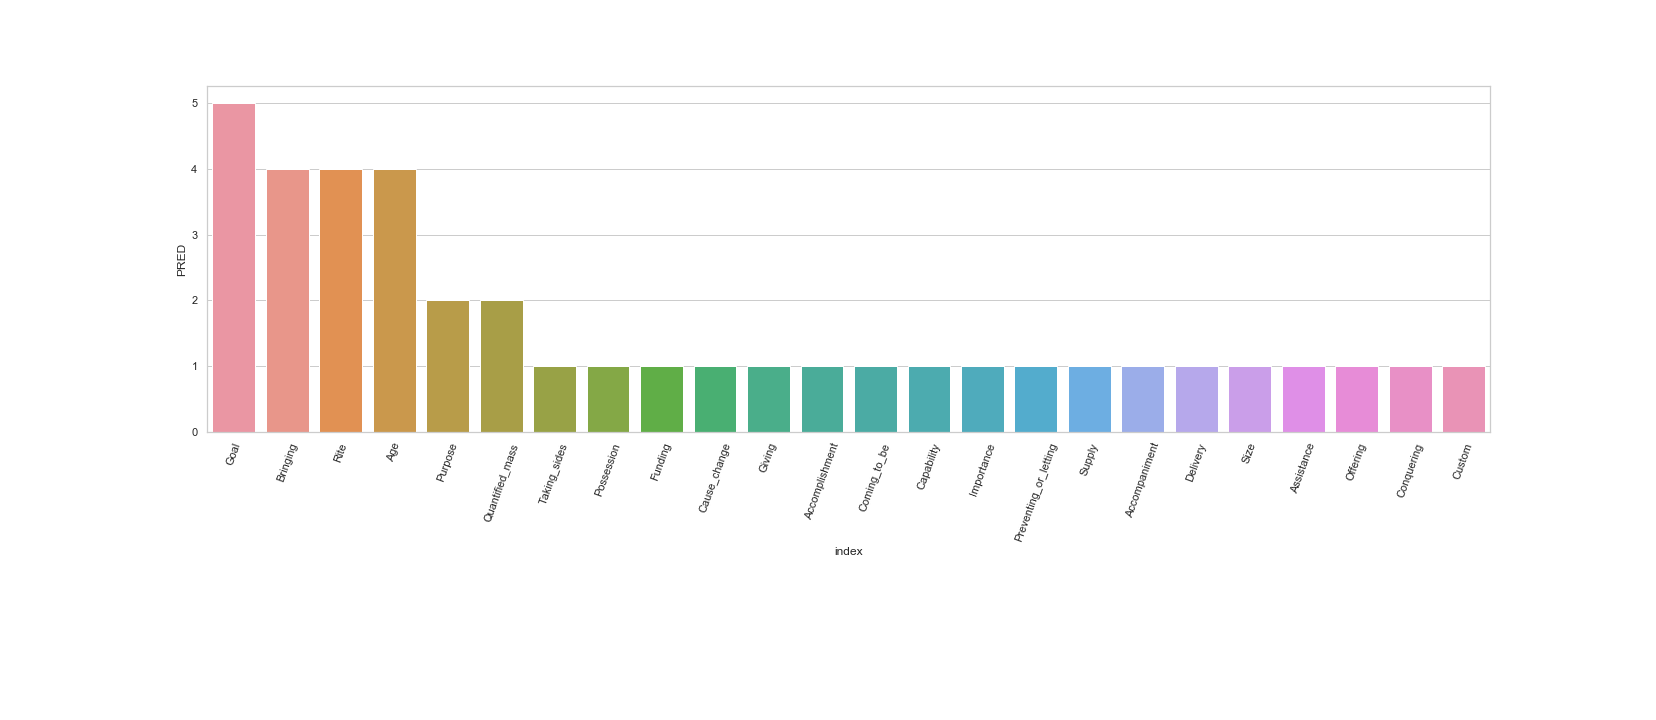 5
4
3
2
1
0
PRED
Goal
Bringing
Rite
Age
Purpose
Quantified_mass
Taking_sides
Possession
Funding
Cause_change
Giving
Accomplishment
Coming_to_be
Capability
Importance
Preventing_or_letting
Supply
Accompaniment
Delivery
Size
Assistance
Offering
Conquering
Custom
index